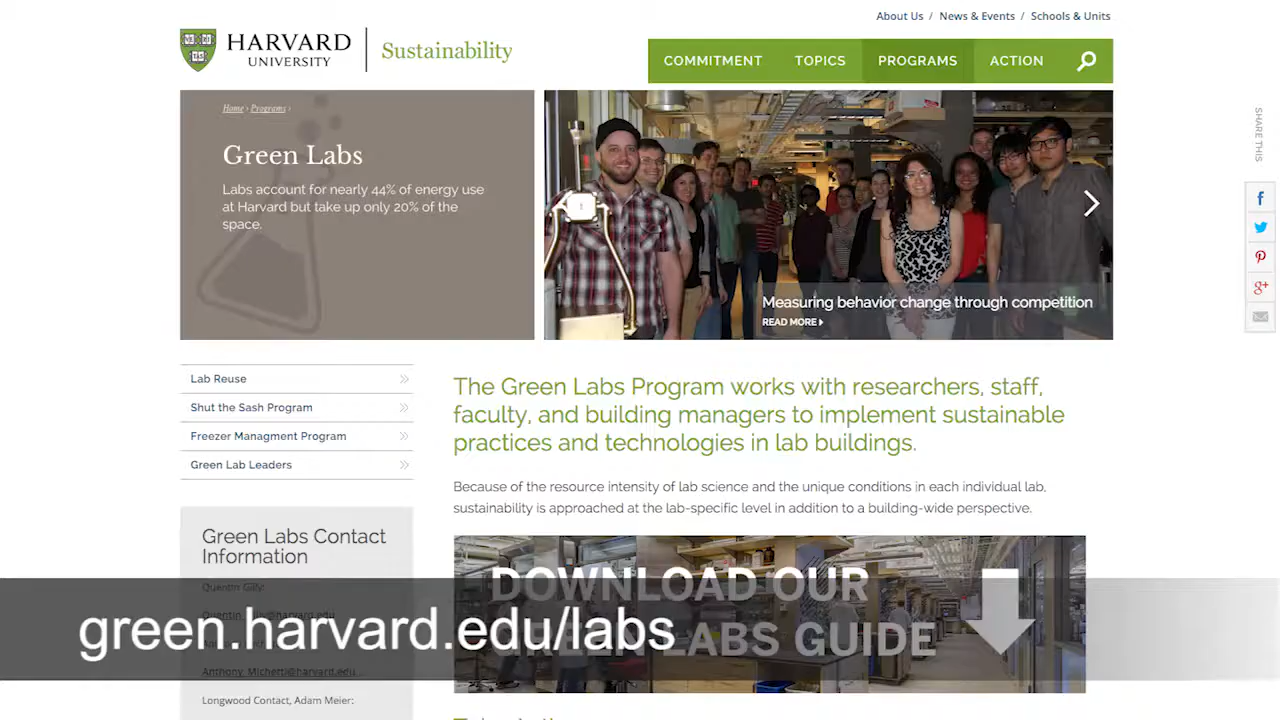 About Us / News & Events / Schools & Units
HARVARD
UNIVERSITY
Sustainability
COMMITMENT TOPICS PROGRAMS ACTION
Home › Programs ›
Green Labs
Labs account for nearly 44% of energy use
at Harvard but take up only 20% of the
space.
Measuring behavior change through competition
READ MORE
SHARE THIS
Lab Reuse
Shut the Sash Program
Freezer Managment Program
Green Lab Leaders
The Green Labs Program works with researchers, staff,
faculty, and building managers to implement sustainable
practices and technologies in lab buildings.
Because of the resource intensity of lab science and the unique conditions in each individual lab,
sustainability is approached at the lab-specific level in addition to a building-wide perspective.
Green Labs Contact
Information
Quentin Gilly
green.harvard.edu/labs
DOWNLOAD OUR
GREEN LABS GUIDE
Anthony_Michetti@harvard.edu
Longwood Contact, Adam Meier: